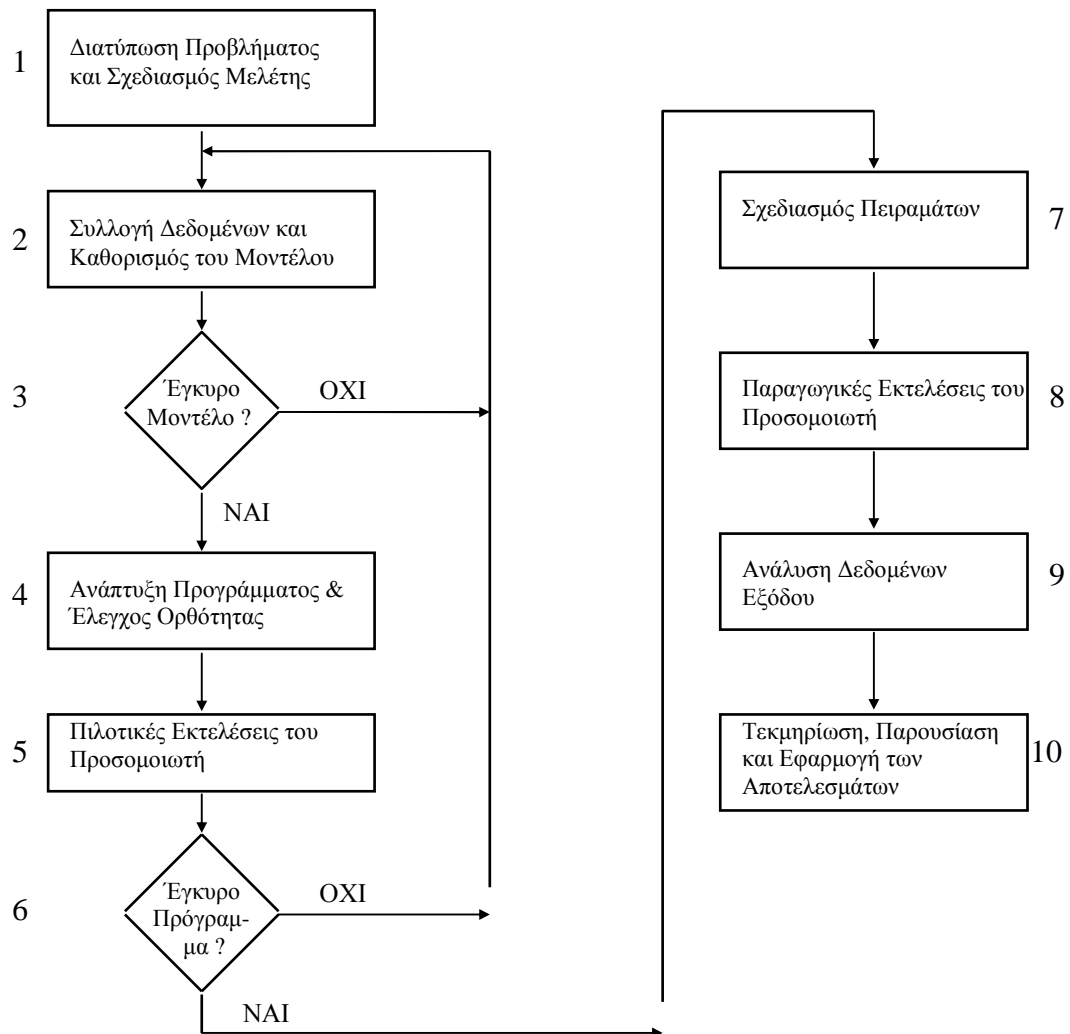 1
Διατύπωση Προβλήματος
και Σχεδιασμός Μελέτης
2
Συλλογή Δεδομένων και
Καθορισμός του Μοντέλου
3
Έγκυρο
Μοντέλο ?
ΟΧΙ
ΝΑΙ
4
Ανάπτυξη Προγράμματος &
Έλεγχος Ορθότητας
5
Πιλοτικές Εκτελέσεις του
Προσομοιωτή
6
Έγκυρο
Πρόγραμ-
μα ?
ΟΧΙ
ΝΑΙ
Σχεδιασμός Πειραμάτων
7
Παραγωγικές Εκτελέσεις του
Προσομοιωτή
8
Ανάλυση Δεδομένων
Εξόδου
9
Τεκμηρίωση, Παρουσίαση
και Εφαρμογή των
Αποτελεσμάτων
10